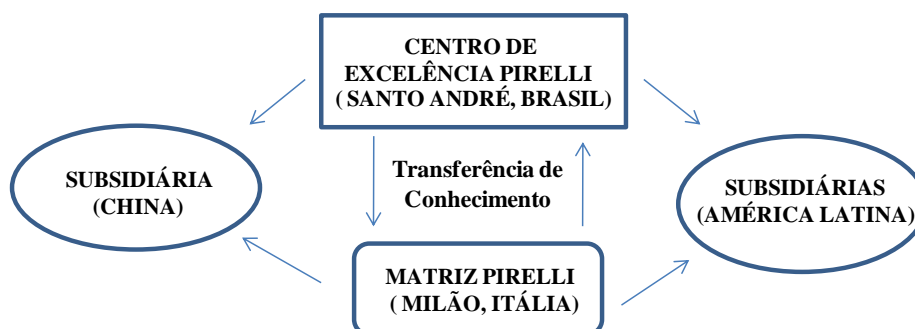 CENTRO DE
EXCELÊNCIA PIRELLI
( SANTO ANDRÉ, BRASIL)
SUBSIDIÁRIA
(CHINA)
Transferência de
Conhecimento
SUBSIDIÁRIAS
(AMÉRICA LATINA)
MATRIZ PIRELLI
( MILÃO, ITÁLIA)